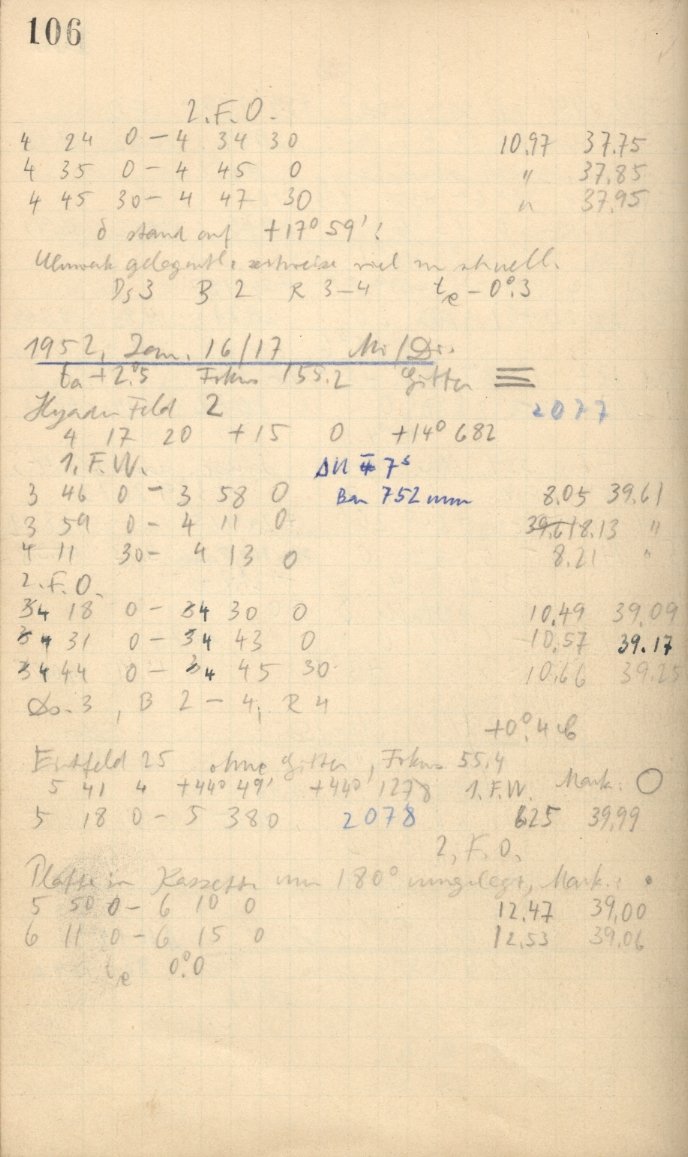 106
2. F. O.
4 24 0 – 4 34 30 10.97 37.75
4 35 0 – 4 45 0 " 37.85
4 45 30 – 4 47 30 " 37.95
δ stand auf +17° 59' !
Uhrwerk gelegentl. zeitweise viel zu schnell.
Ds 3 B 2 R 3–4 te – 0°.3
1952, Jan. 16/17 Mi/Do.
ta + 2°.5 Fokus 155.2 Gitter ≡
Hyaden Feld 2 2077
4 17 20 +15 0 +14° 682
1. F. W. ΔU 7s
3 46 0 – 3 58 0 Bar 752 mm 8.05 39.61
3 59 0 – 4 11 0 39.61 8.13 "
4 11 30 – 4 13 0 8.21 "
2. F. O.
4 18 0 – 4 30 0 10.49 39.09
4 31 0 – 4 43 0 10.57 39.17
4 44 0 – 4 45 30 10.66 39.25
Ds. 3, B 2–4, R 4
+0°.4
feld 25 ohne Gitter, Fokus 55.4
5 41 4 +44° 49' +44° 1278 1. F. W. Mark. ○
5 18 0 – 5 38 0 2078 625 39,99
2. F. O.
Platte in Kassette um 180° umgelegt, Mark.: •
5 50 0 – 6 10 0 12.47 39,00
6 11 0 – 6 15 0 12.53 39.06
te 0°.0